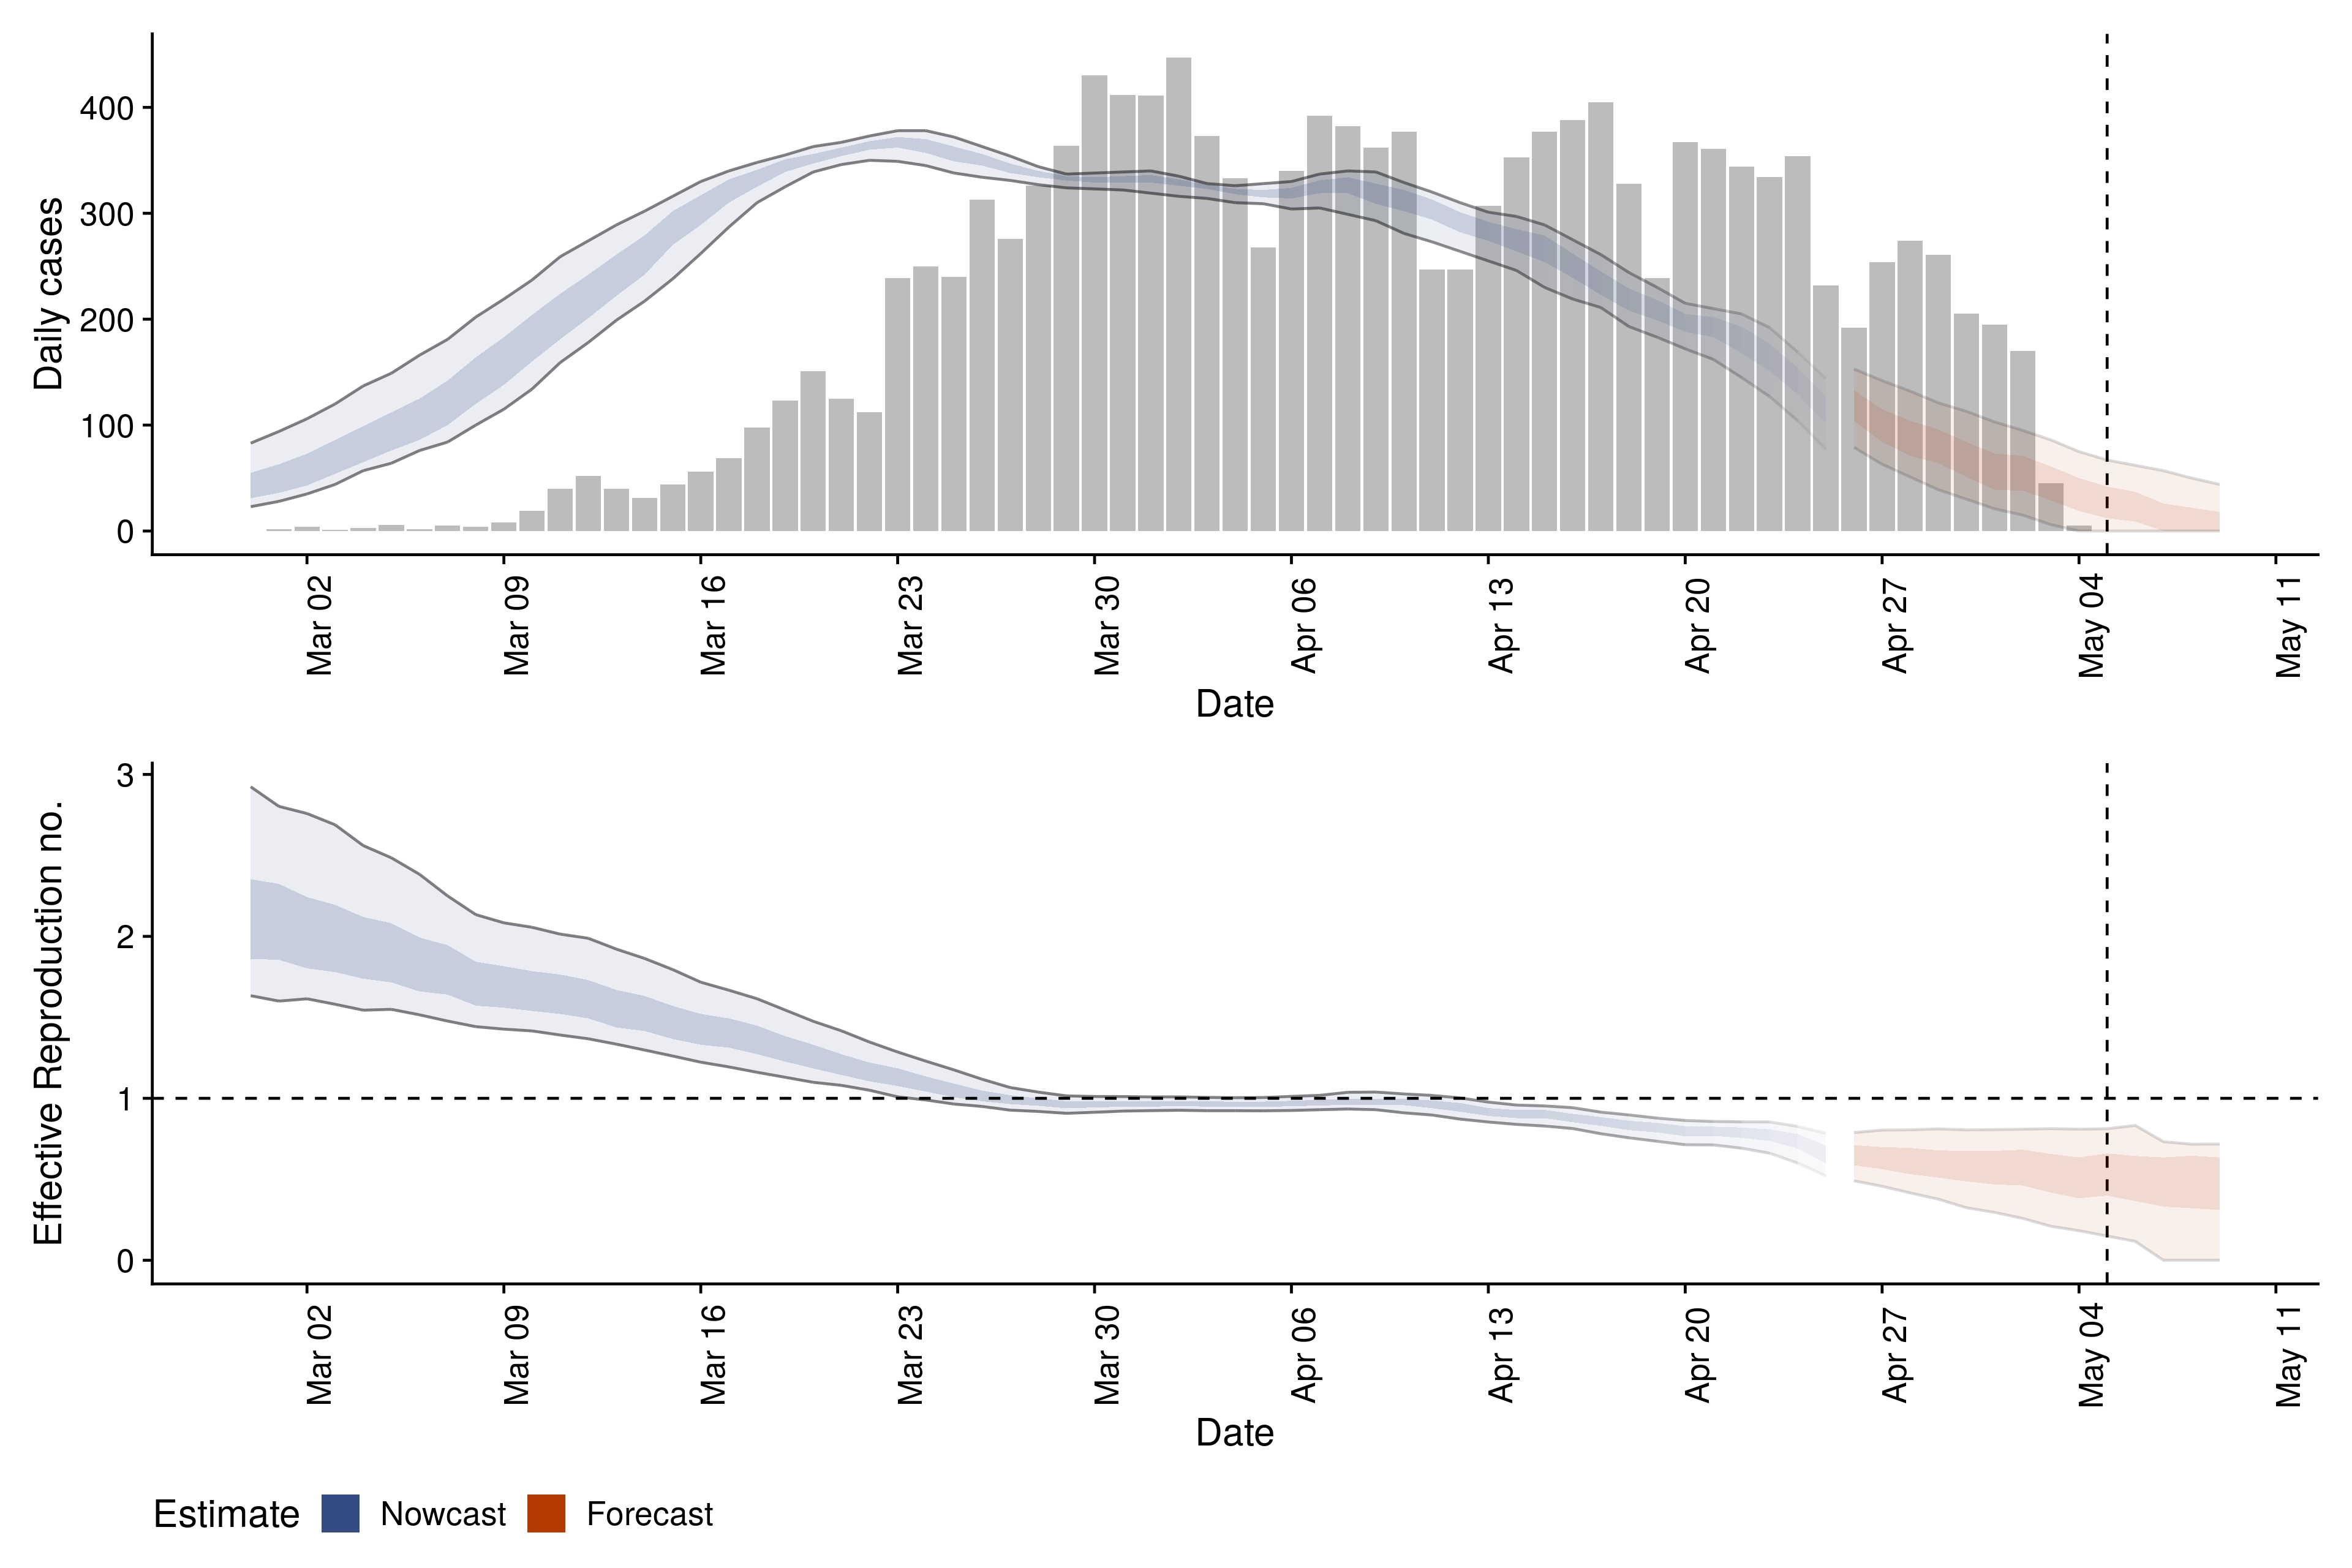 Daily cases
400
300
200
100
0
Mar 02
Mar 09
Mar 16
Mar 23
Mar 30
Apr 06
Apr 13
Apr 20
Apr 27
May 04
May 11
Date
Effective Reproduction no.
3
2
1
0
Mar 02
Mar 09
Mar 16
Mar 23
Mar 30
Apr 06
Apr 13
Apr 20
Apr 27
May 04
May 11
Date
Estimate Nowcast Forecast